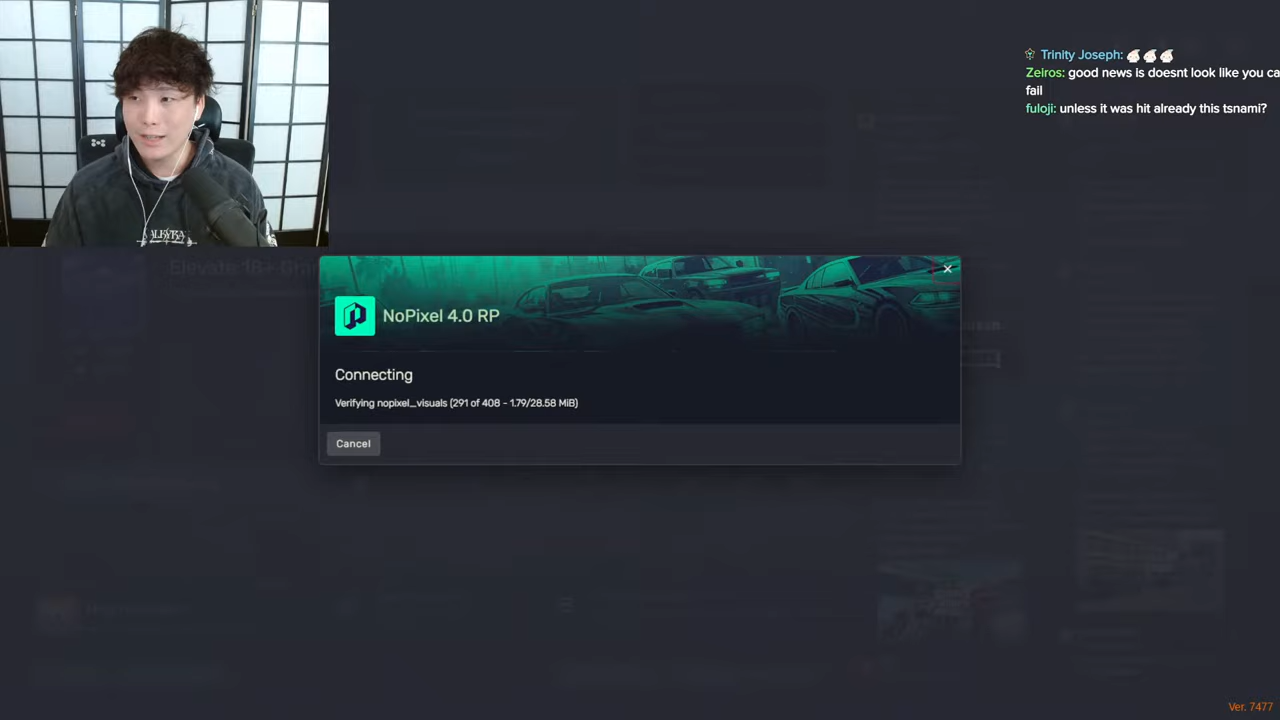 Trinity Joseph:
Zelros: good news is doesnt look like you ca
fail
fuloji: unless it was hit already this tsnami?
NoPixel 4.0 RP
Connecting
Verifying nopixel_visuals (291 of 408 - 1.79/28.58 MiB)
Cancel
Ver. 7477